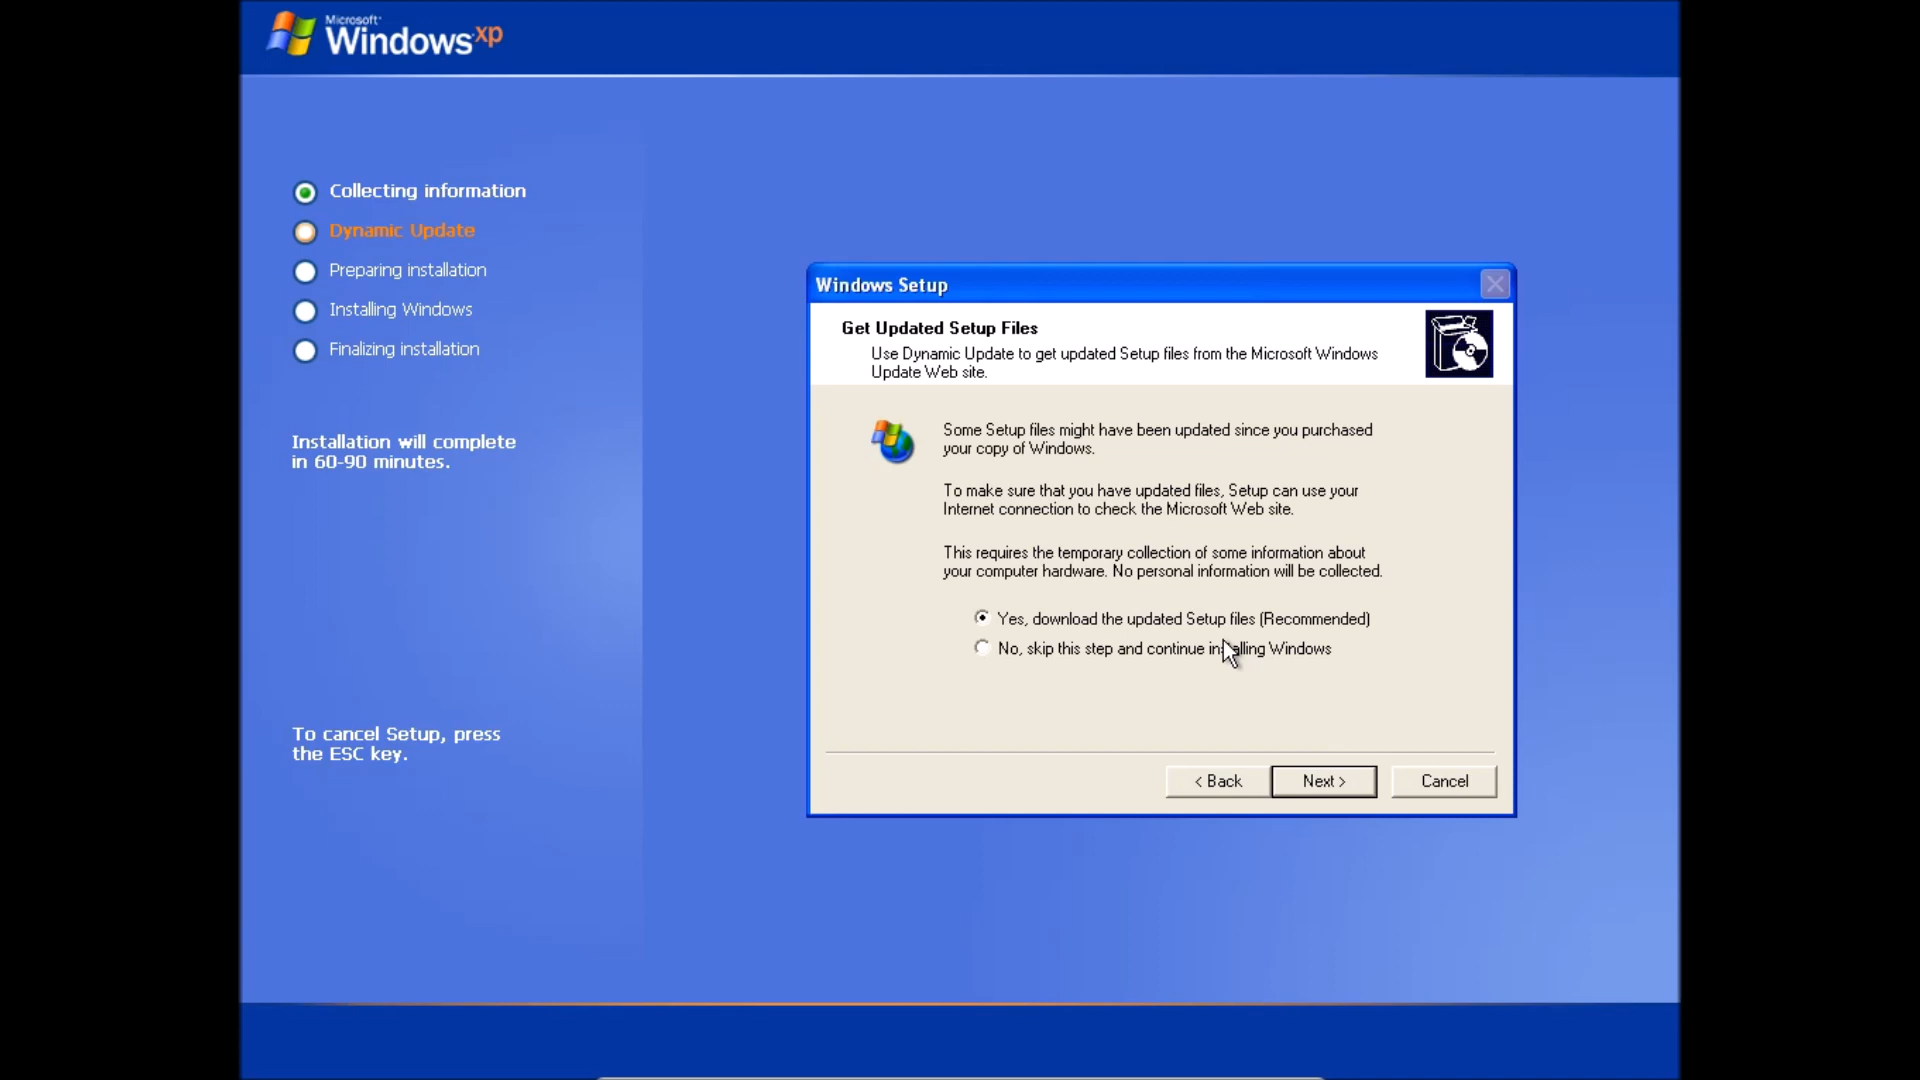 Microsoft
Windows xp
Collecting information
Dynamic Update
Preparing installation
Installing Windows
Finalizing installation
Installation will complete
in 60-90 minutes.
To cancel Setup, press
the ESC key.
Windows Setup
Get Updated Setup Files
Use Dynamic Update to get updated Setup files from the Microsoft Windows
Update Web site.
Some Setup files might have been updated since you purchased
your copy of Windows.
To make sure that you have updated files, Setup can use your
Internet connection to check the Microsoft Web site.
This requires the temporary collection of some information about
your computer hardware. No personal information will be collected.
Yes, download the updated Setup files (Recommended)
No, skip this step and continue installing Windows
< Back
Next >
Cancel